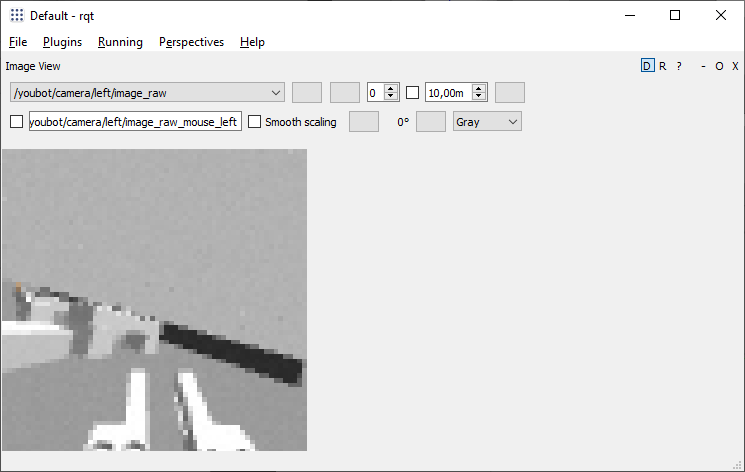 Default - rqt
File Plugins Running Perspectives Help
Image View D R ? - O X
/youbot/camera/left/image_raw 0 10,00m
youbot/camera/left/image_raw_mouse_left Smooth scaling 0° Gray